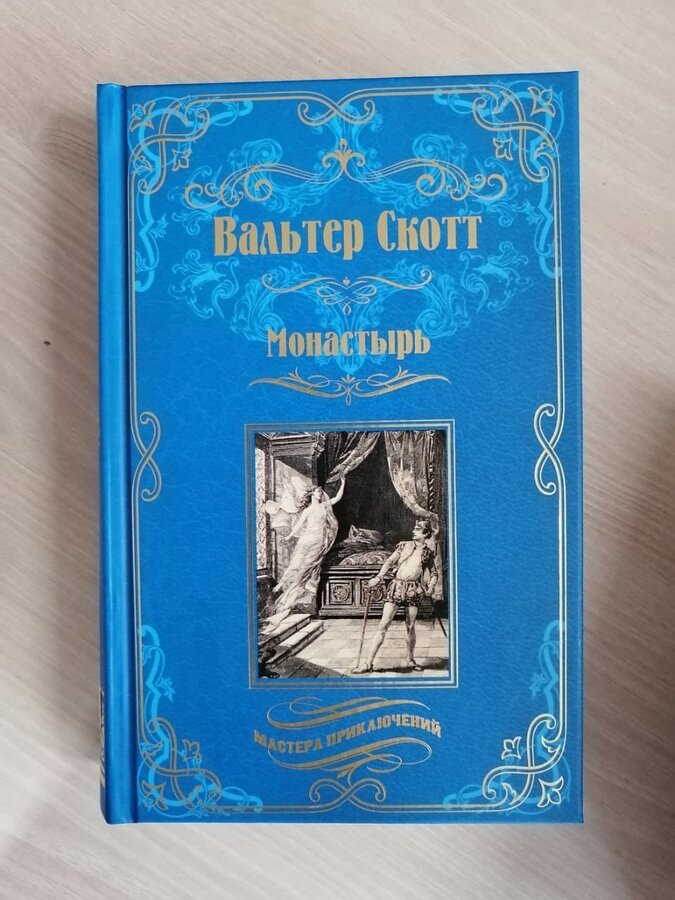 Вальтер Скотт
Монастырь
МАСТЕРА ПРИКЛЮЧЕНИЙ